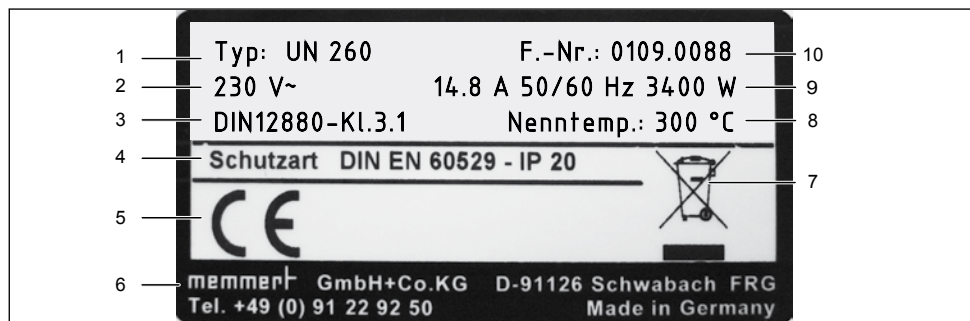 1 Typ: UN 260 F.-Nr.: 0109.0088 10
2 230 V~ 14.8 A 50/60 Hz 3400 W 9
3 DIN12880-Kl.3.1 Nenntemp.: 300 °C 8
4 Schutzart DIN EN 60529 - IP 20
7
5 CE
6 memmert GmbH+Co.KG D-91126 Schwabach FRG
Tel. +49 (0) 91 22 92 50 Made in Germany